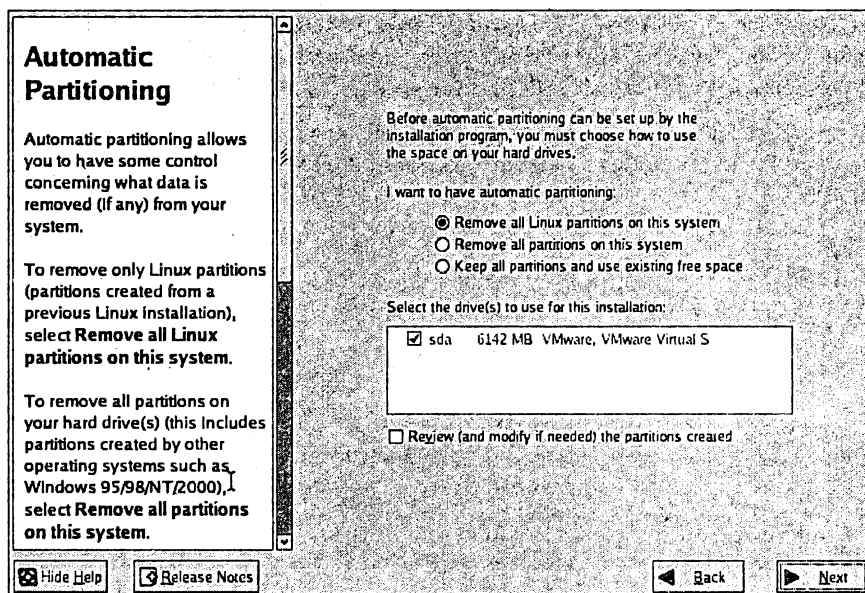 Automatic
Partitioning
Automatic partitioning allows
you to have some control
concerning what data is
removed (if any) from your
system.
To remove only Linux partitions
(partitions created from a
previous Linux installation),
select Remove all Linux
partitions on this system.
To remove all partitions on
your hard drive(s) (this includes
partitions created by other
operating systems such as
Windows 95/98/NT/2000),
select Remove all partitions
on this system.
Before automatic partitioning can be set up by the
installation program, you must choose how to use
the space on your hard drives.
I want to have automatic partitioning:
Remove all Linux partitions on this system
Remove all partitions on this system
Keep all partitions and use existing free space
Select the drive(s) to use for this installation:
sda 6142 MB VMware, VMware Virtual S
Review (and modify if needed) the partitions created
Hide Help
Release Notes
Back
Next